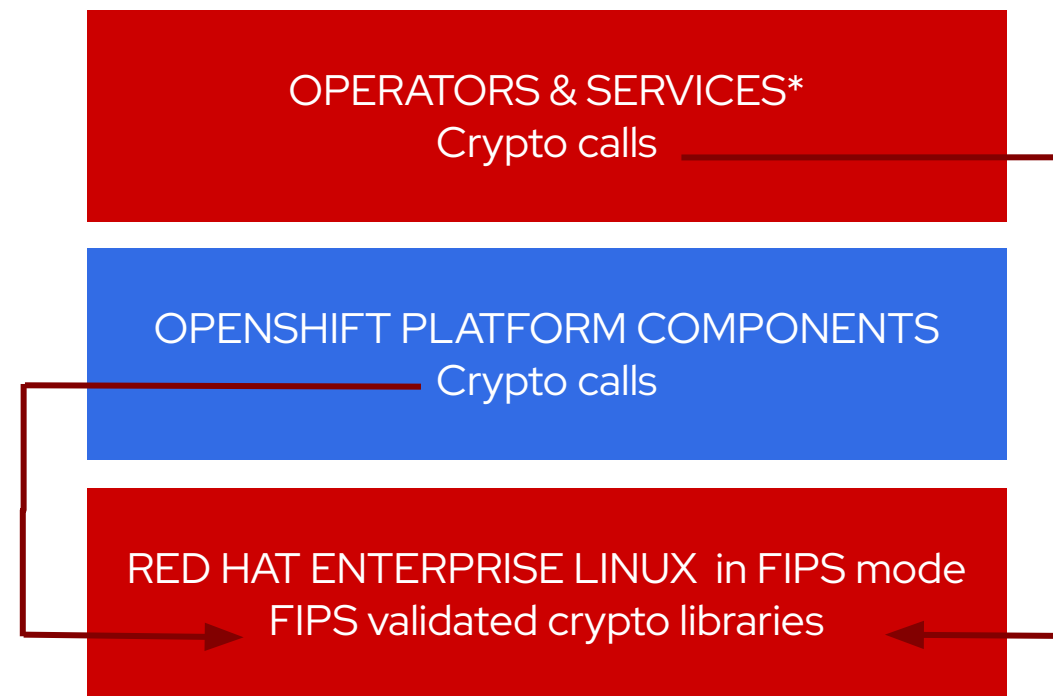 OPERATORS & SERVICES*
Crypto calls
OPENSHIFT PLATFORM COMPONENTS
Crypto calls
RED HAT ENTERPRISE LINUX in FIPS mode
FIPS validated crypto libraries